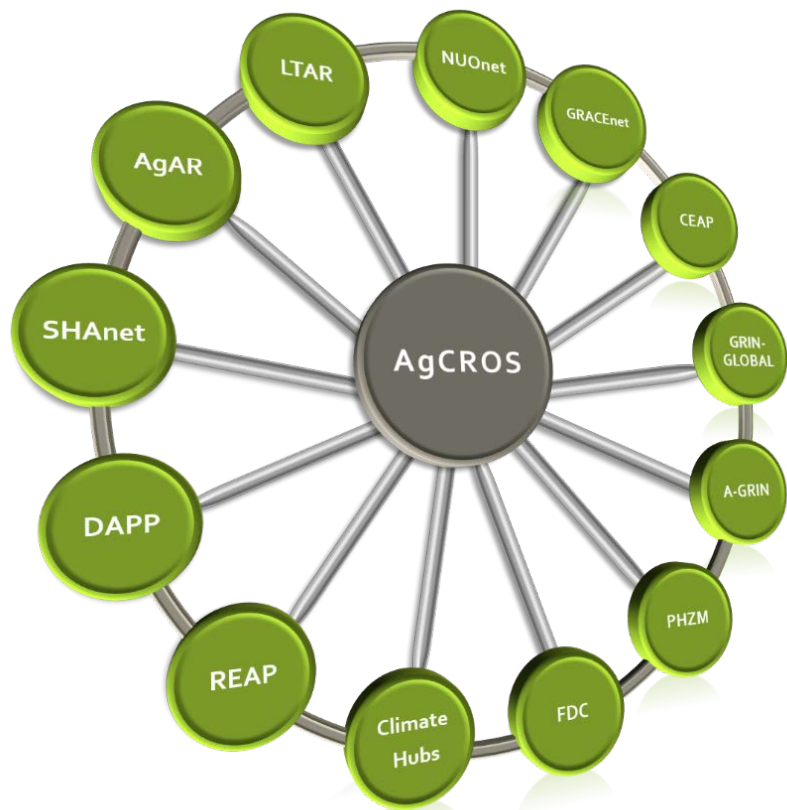 LTAR
NUOnet
GRACEnet
AgAR
CEAP
SHAnet
GRIN-
GLOBAL
AgCROS
A-GRIN
DAPP
PHZM
REAP
FDC
Climate
Hubs